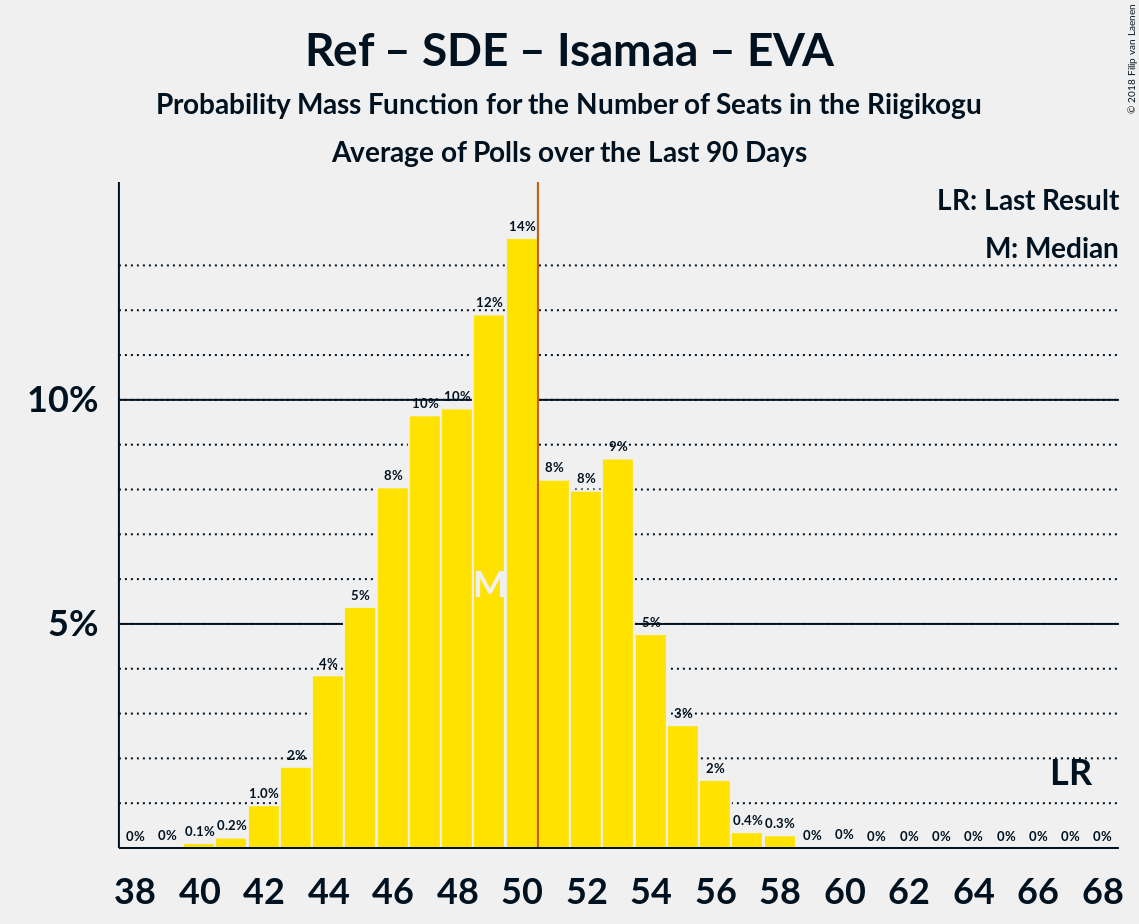 Ref – SDE – Isamaa – EVA
Probability Mass Function for the Number of Seats in the Riigikogu
Average of Polls over the Last 90 Days
© 2018 Filip van Laenen
LR: Last Result
M: Median
10%
5%
0% 0% 0.1% 0.2% 1.0% 2% 4% 5% 8% 10% 10% 12% 14% 8% 8% 9% 5% 3% 2% 0.4% 0.3% 0% 0% 0% 0% 0% 0% 0% 0% 0% 0%
M
LR
38 40 42 44 46 48 50 52 54 56 58 60 62 64 66 68